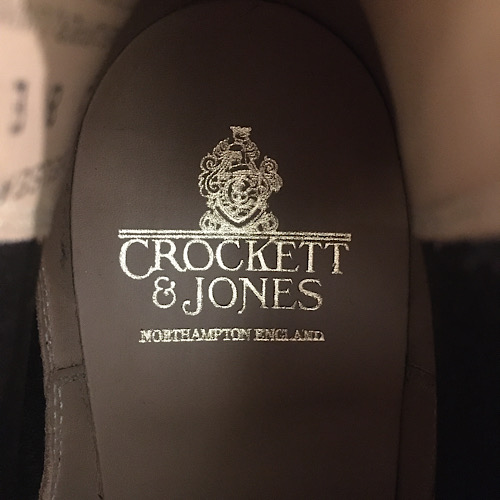 CROCKETT
& JONES
NORTHAMPTON ENGLAND